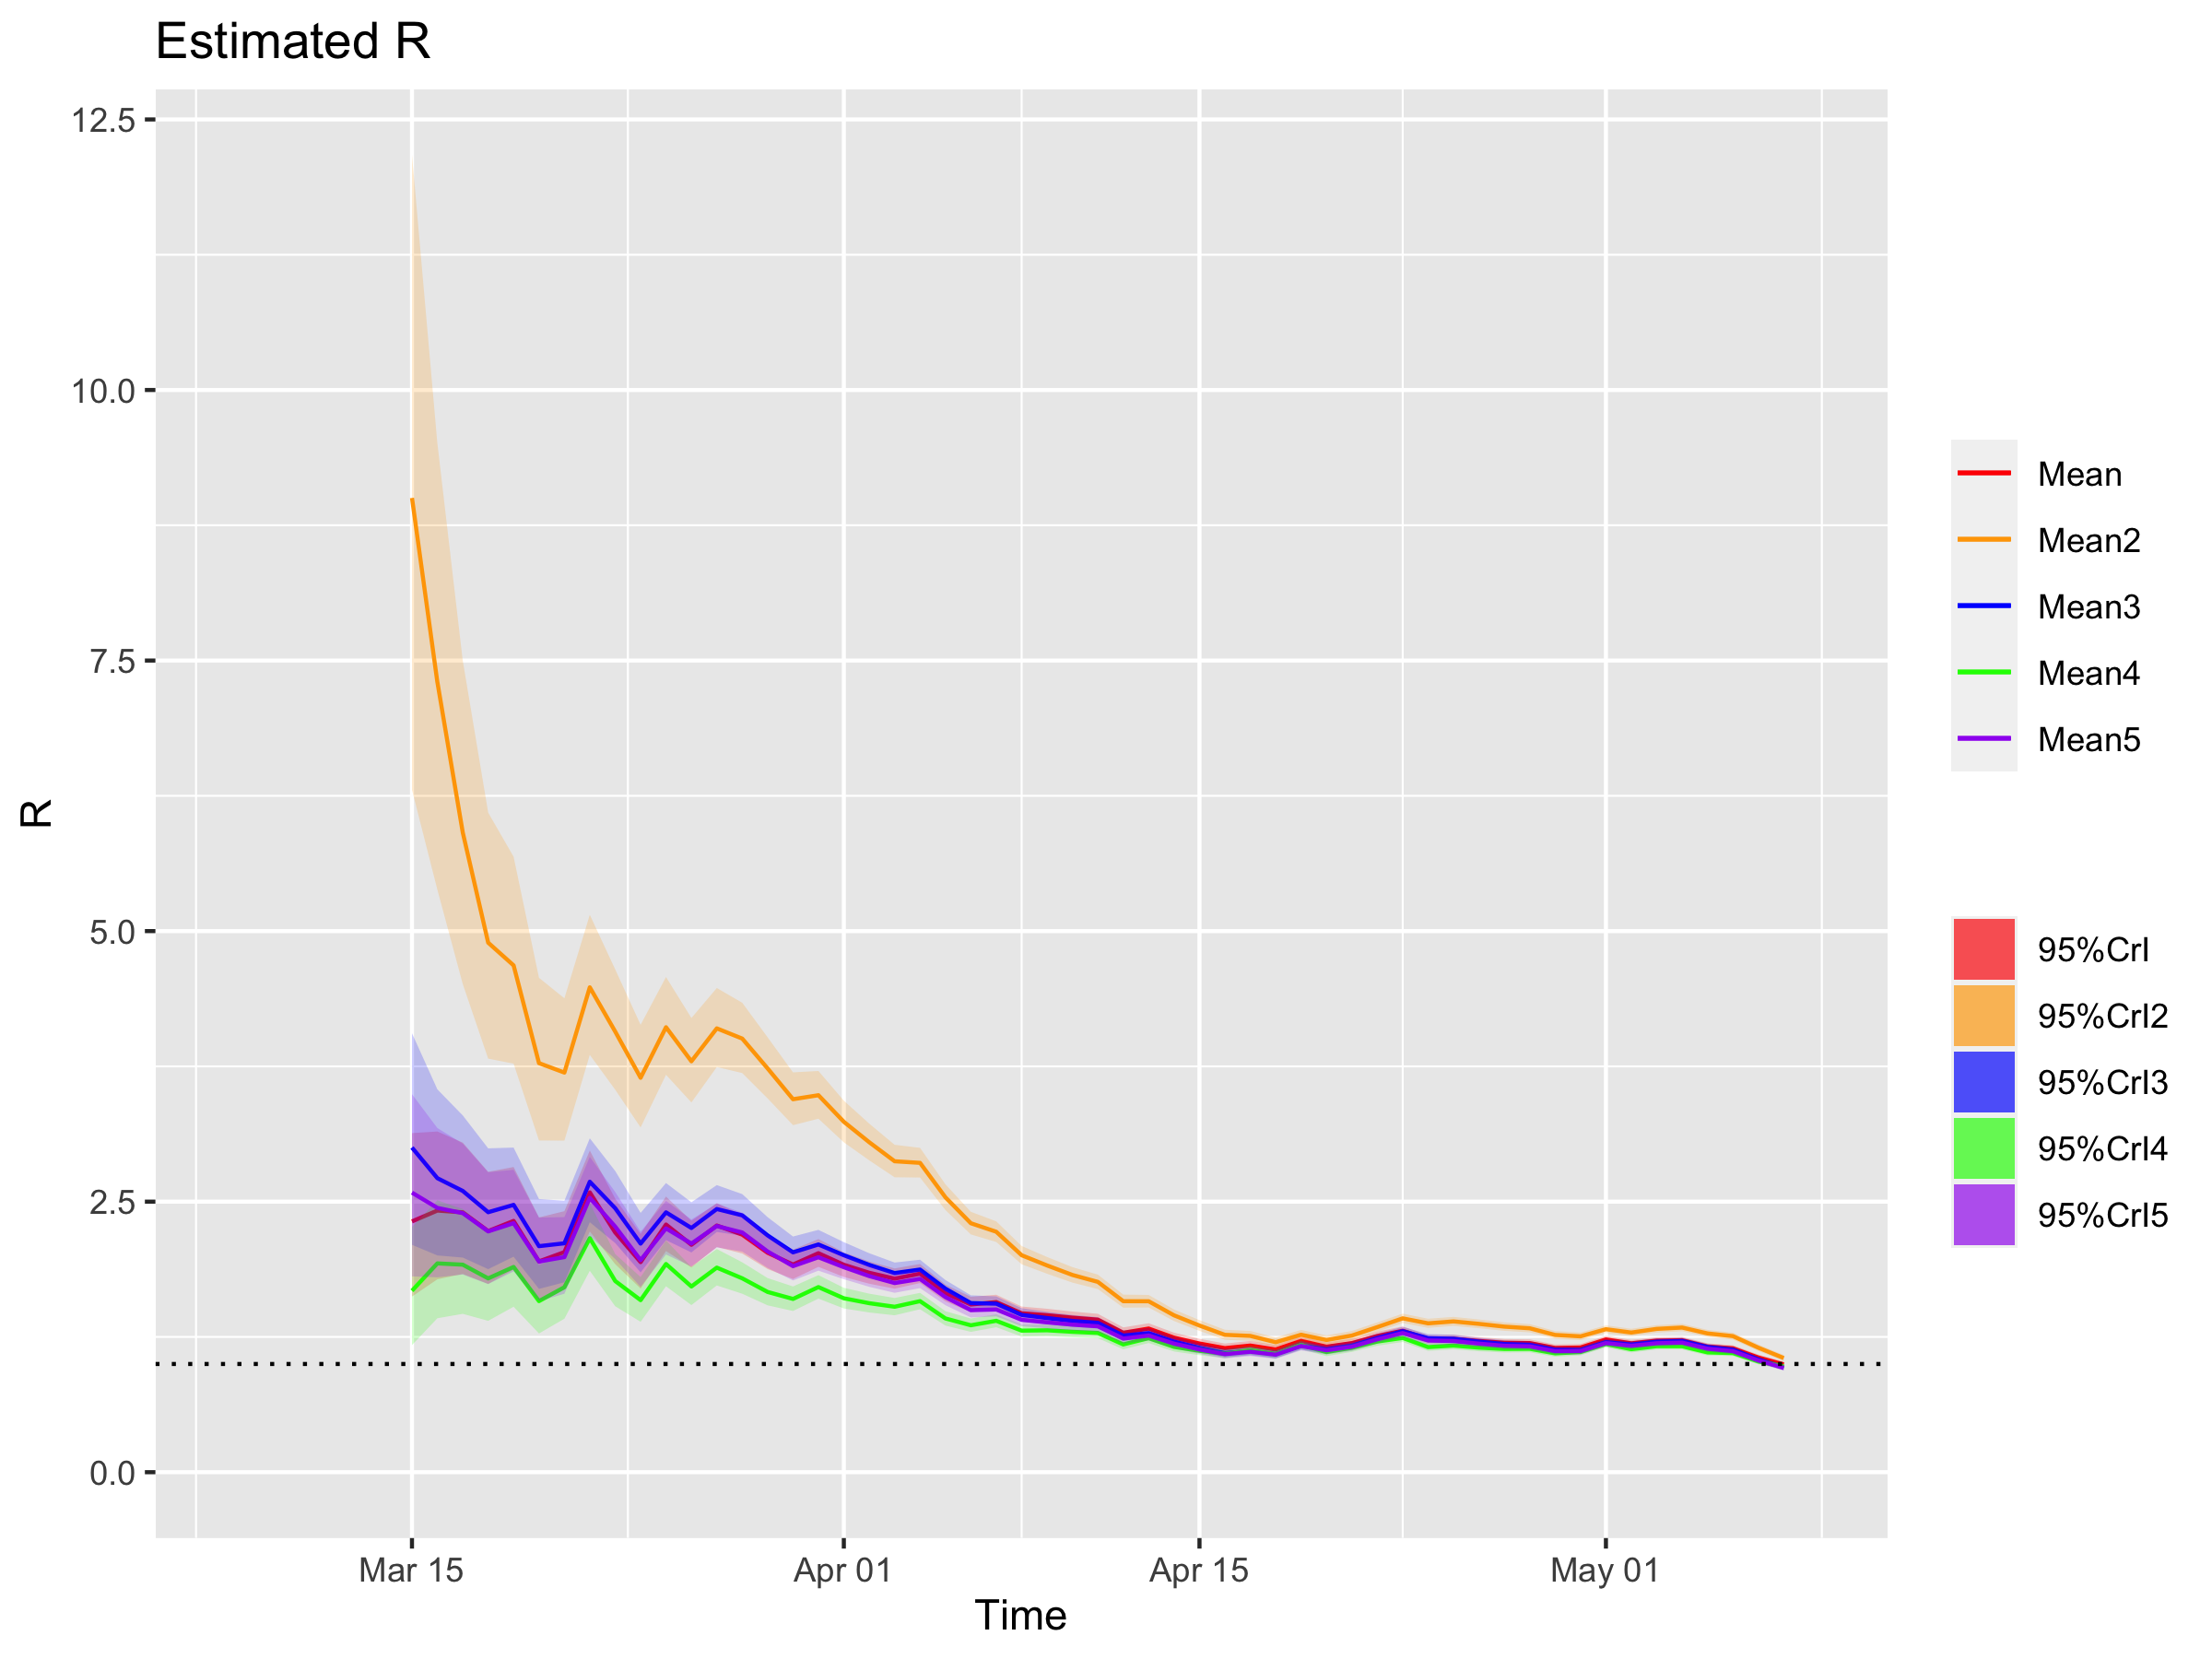 Estimated R
12.5
10.0
7.5
5.0
2.5
0.0
R
Mar 15
Apr 01
Apr 15
May 01
Time
Mean
Mean2
Mean3
Mean4
Mean5
95%CrI
95%CrI2
95%CrI3
95%CrI4
95%CrI5